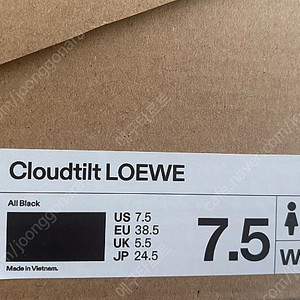 Cloudtilt LOEWE
All Black
US 7.5
EU 38.5
UK 5.5
JP 24.5
7.5
W
Made in Vietnam.